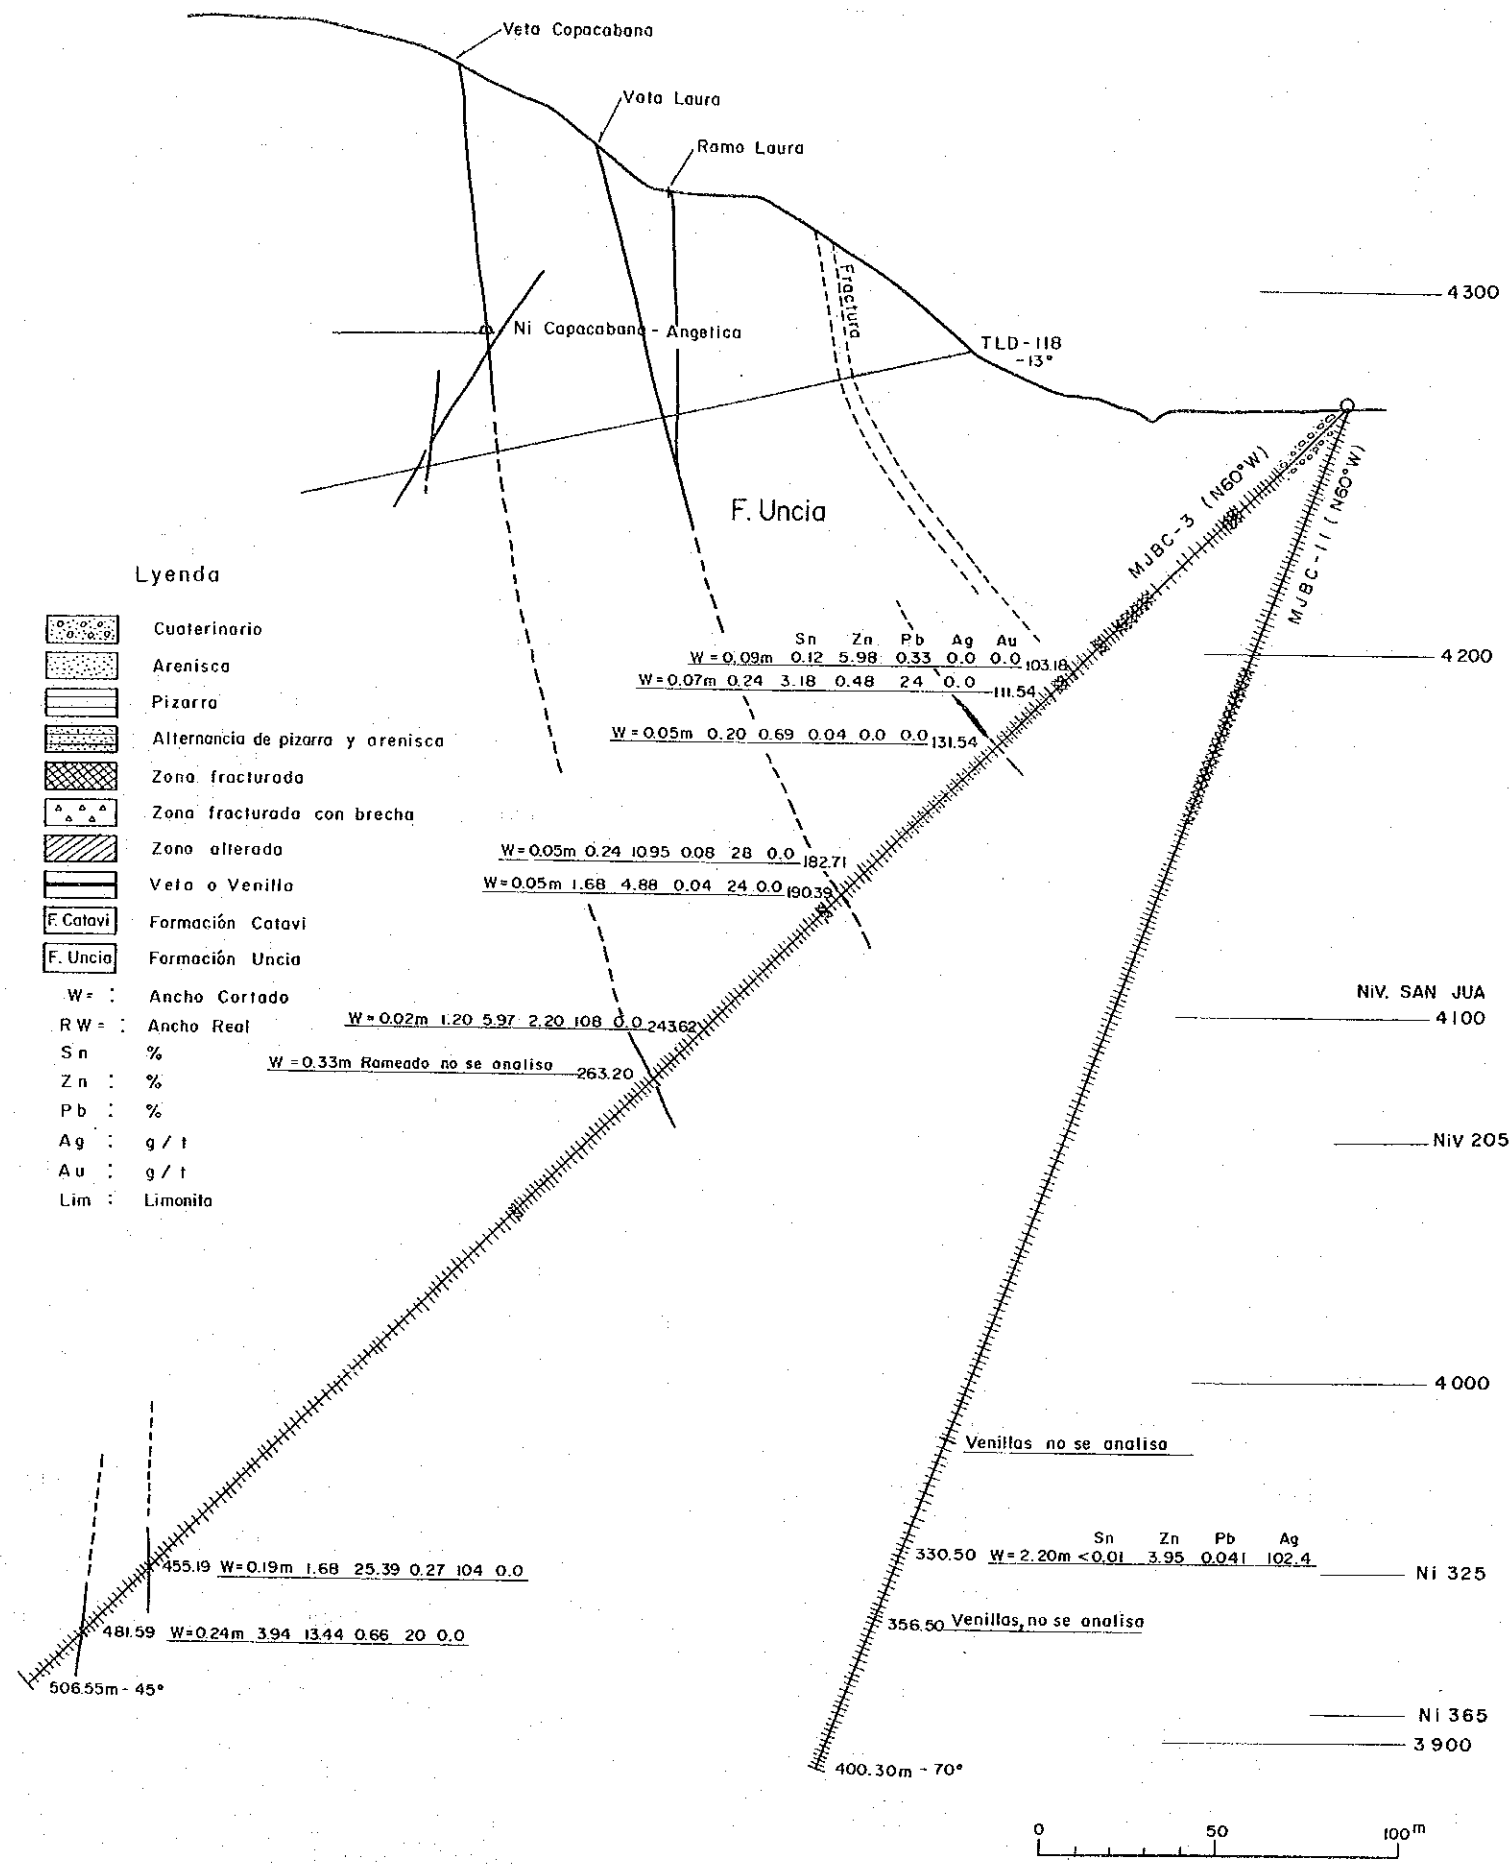 Veta Copacabana
Vata Laura
Ramo Laura
4300
Fractura
Ni Capacabana - Angelica
TLD-118
-13°
MJBC-3 (N60°W)
MJBC-11 (N60°W)
F. Uncia
Lyenda
Cuaterinario
Arenisca
Pizarra
Alternancia de pizarra y arenisca
Zona fracturada
Zona fracturada con brecha
Zona alterada
Veta o Venilla
F. Catavi Formación Catavi
F. Uncia Formación Uncia
W= : Ancho Cortado
RW= : Ancho Real
Sn %
Zn : %
Pb : %
Ag : g/t
Au : g/t
Lim : Limonita
Sn Zn Pb Ag Au
W=0.09m 0.12 5.98 0.33 0.0 0.0 103.18
W=0.07m 0.24 3.18 0.48 24 0.0 111.54
W=0.05m 0.20 0.69 0.04 0.0 0.0 131.54
W=0.05m 0.24 10.95 0.08 28 0.0 182.71
W=0.05m 1.68 4.88 0.04 24 0.0 190.39
W=0.02m 1.20 5.97 2.20 108 0.0 243.62
W=0.33m Rameado no se analisa 263.20
4200
NiV. SAN JUA
4100
NiV 205
4000
Venillas no se analisa
Sn Zn Pb Ag
330.50 W=2.20m <0.01 3.95 0.041 102.4
Ni 325
356.50 Venillas, no se analisa
455.19 W=0.19m 1.68 25.39 0.27 104 0.0
481.59 W=0.24m 3.94 13.44 0.66 20 0.0
506.55m - 45°
Ni 365
3900
400.30m - 70°
0 50 100m